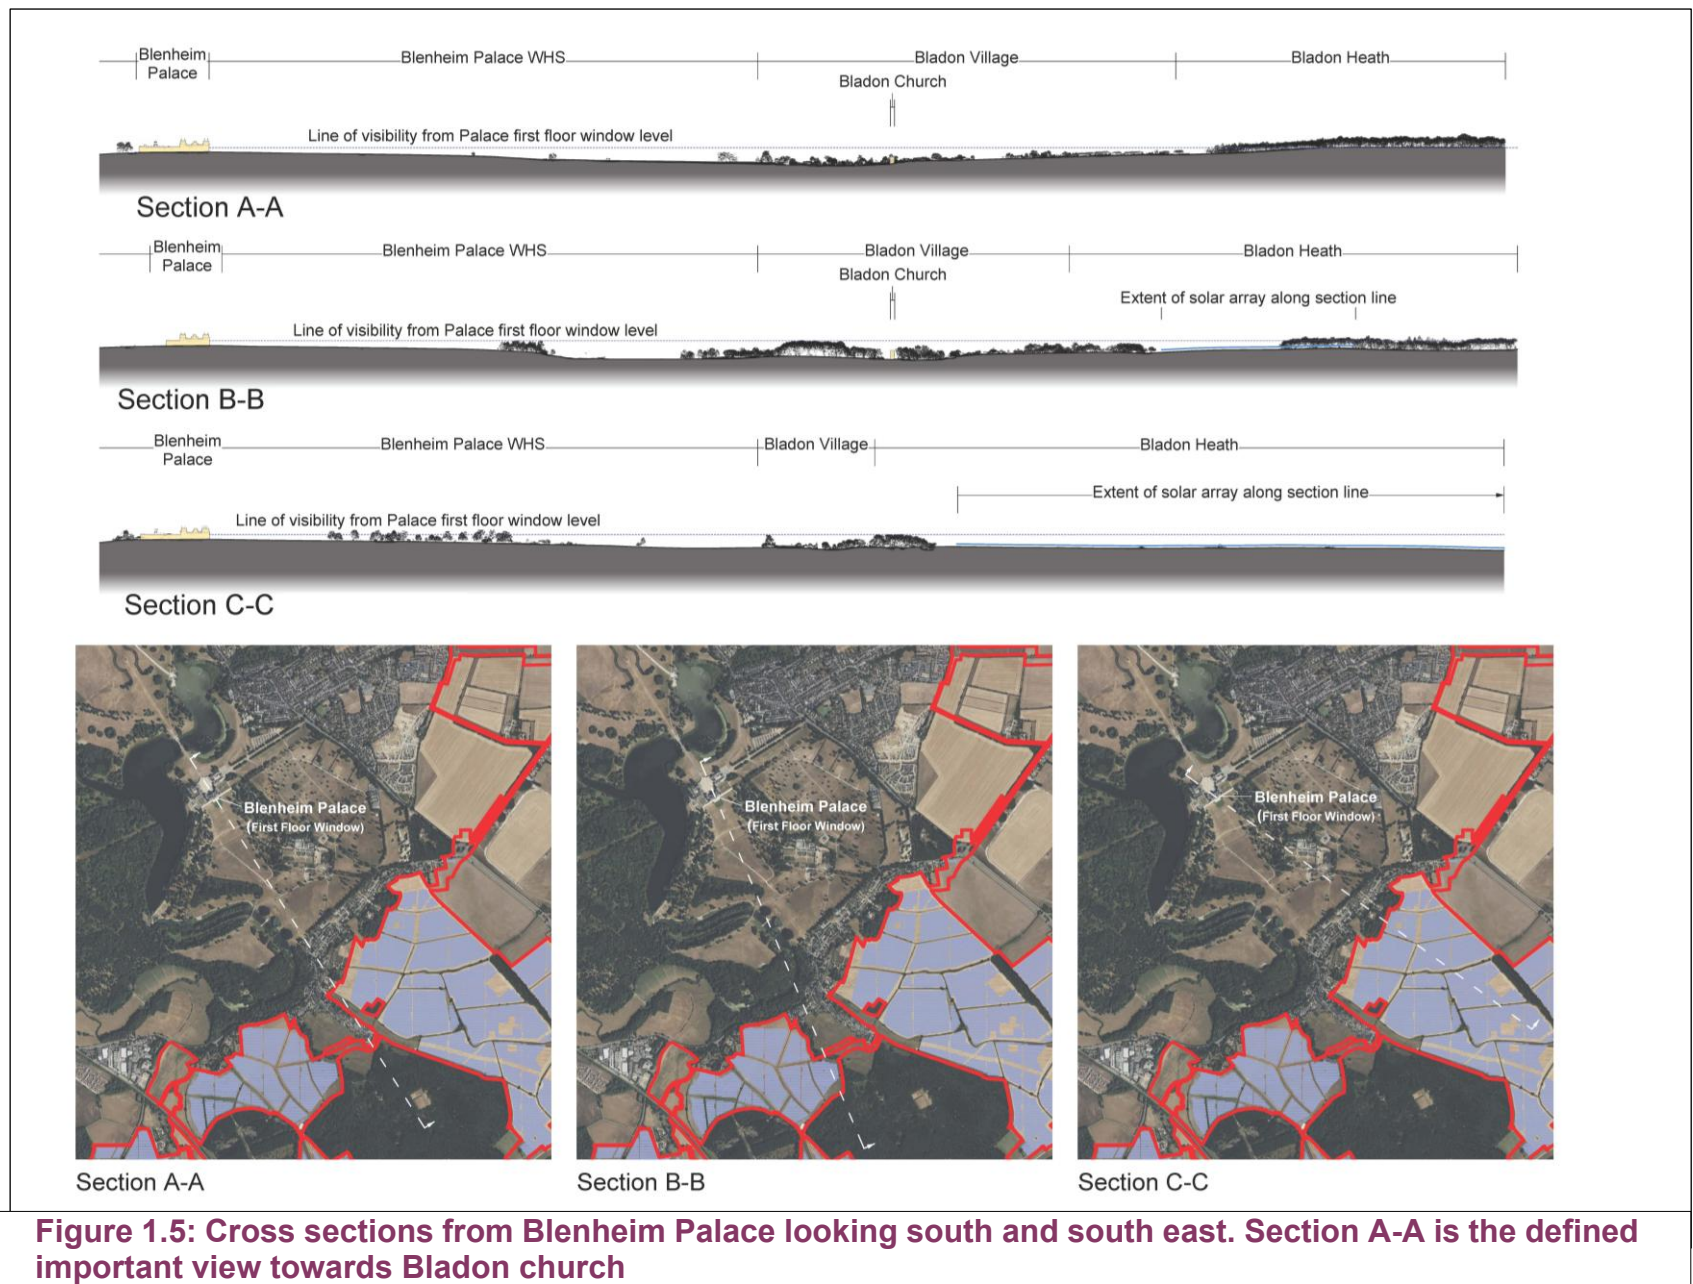 Blenheim
Palace
Blenheim Palace WHS
Bladon Village
Bladon Heath
Bladon Church
Line of visibility from Palace first floor window level
Section A-A
Blenheim
Palace
Blenheim Palace WHS
Bladon Village
Bladon Heath
Bladon Church
Extent of solar array along section line
Line of visibility from Palace first floor window level
Section B-B
Blenheim
Palace
Blenheim Palace WHS
Bladon Village
Bladon Heath
Extent of solar array along section line
Line of visibility from Palace first floor window level
Section C-C
Blenheim Palace
(First Floor Window)
Blenheim Palace
(First Floor Window)
Blenheim Palace
(First Floor Window)
Section A-A
Section B-B
Section C-C
Figure 1.5: Cross sections from Blenheim Palace looking south and south east. Section A-A is the defined
important view towards Bladon church